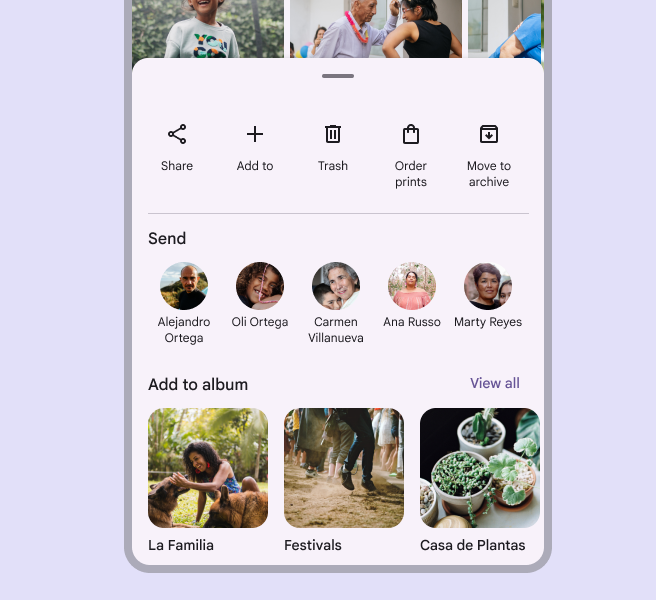 Share
Add to
Trash
Order
prints
Move to
archive
Send
Alejandro
Ortega
Oli Ortega
Carmen
Villanueva
Ana Russo
Marty Reyes
Add to album
View all
La Familia
Festivals
Casa de Plantas